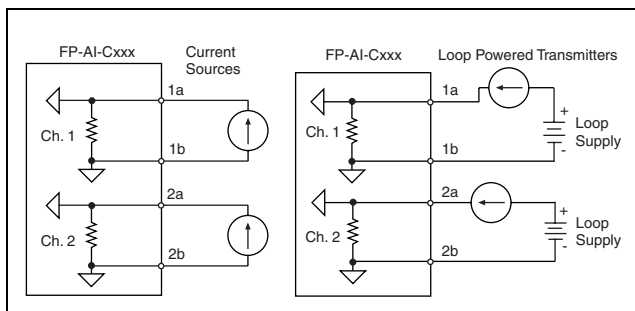 FP-AI-Cxxx
Current
Sources
1a
Ch. 1
1b
2a
Ch. 2
2b
FP-AI-Cxxx
Loop Powered Transmitters
1a
+
Ch. 1
Loop
Supply
-
1b
2a
+
Ch. 2
Loop
Supply
-
2b